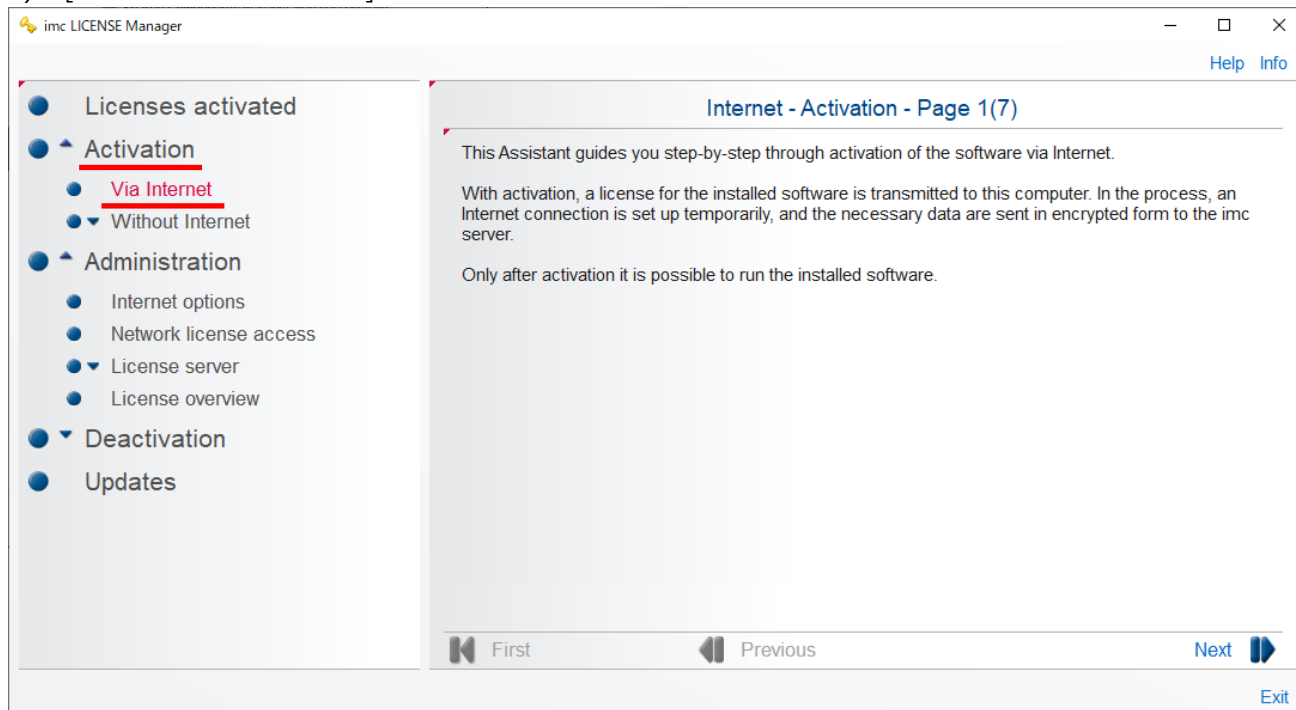 imc LICENSE Manager
Help Info
Licenses activated
Activation
Via Internet
Without Internet
Administration
Internet options
Network license access
License server
License overview
Deactivation
Updates
Internet - Activation - Page 1(7)
This Assistant guides you step-by-step through activation of the software via Internet.
With activation, a license for the installed software is transmitted to this computer. In the process, an
Internet connection is set up temporarily, and the necessary data are sent in encrypted form to the imc
server.
Only after activation it is possible to run the installed software.
First Previous Next
Exit